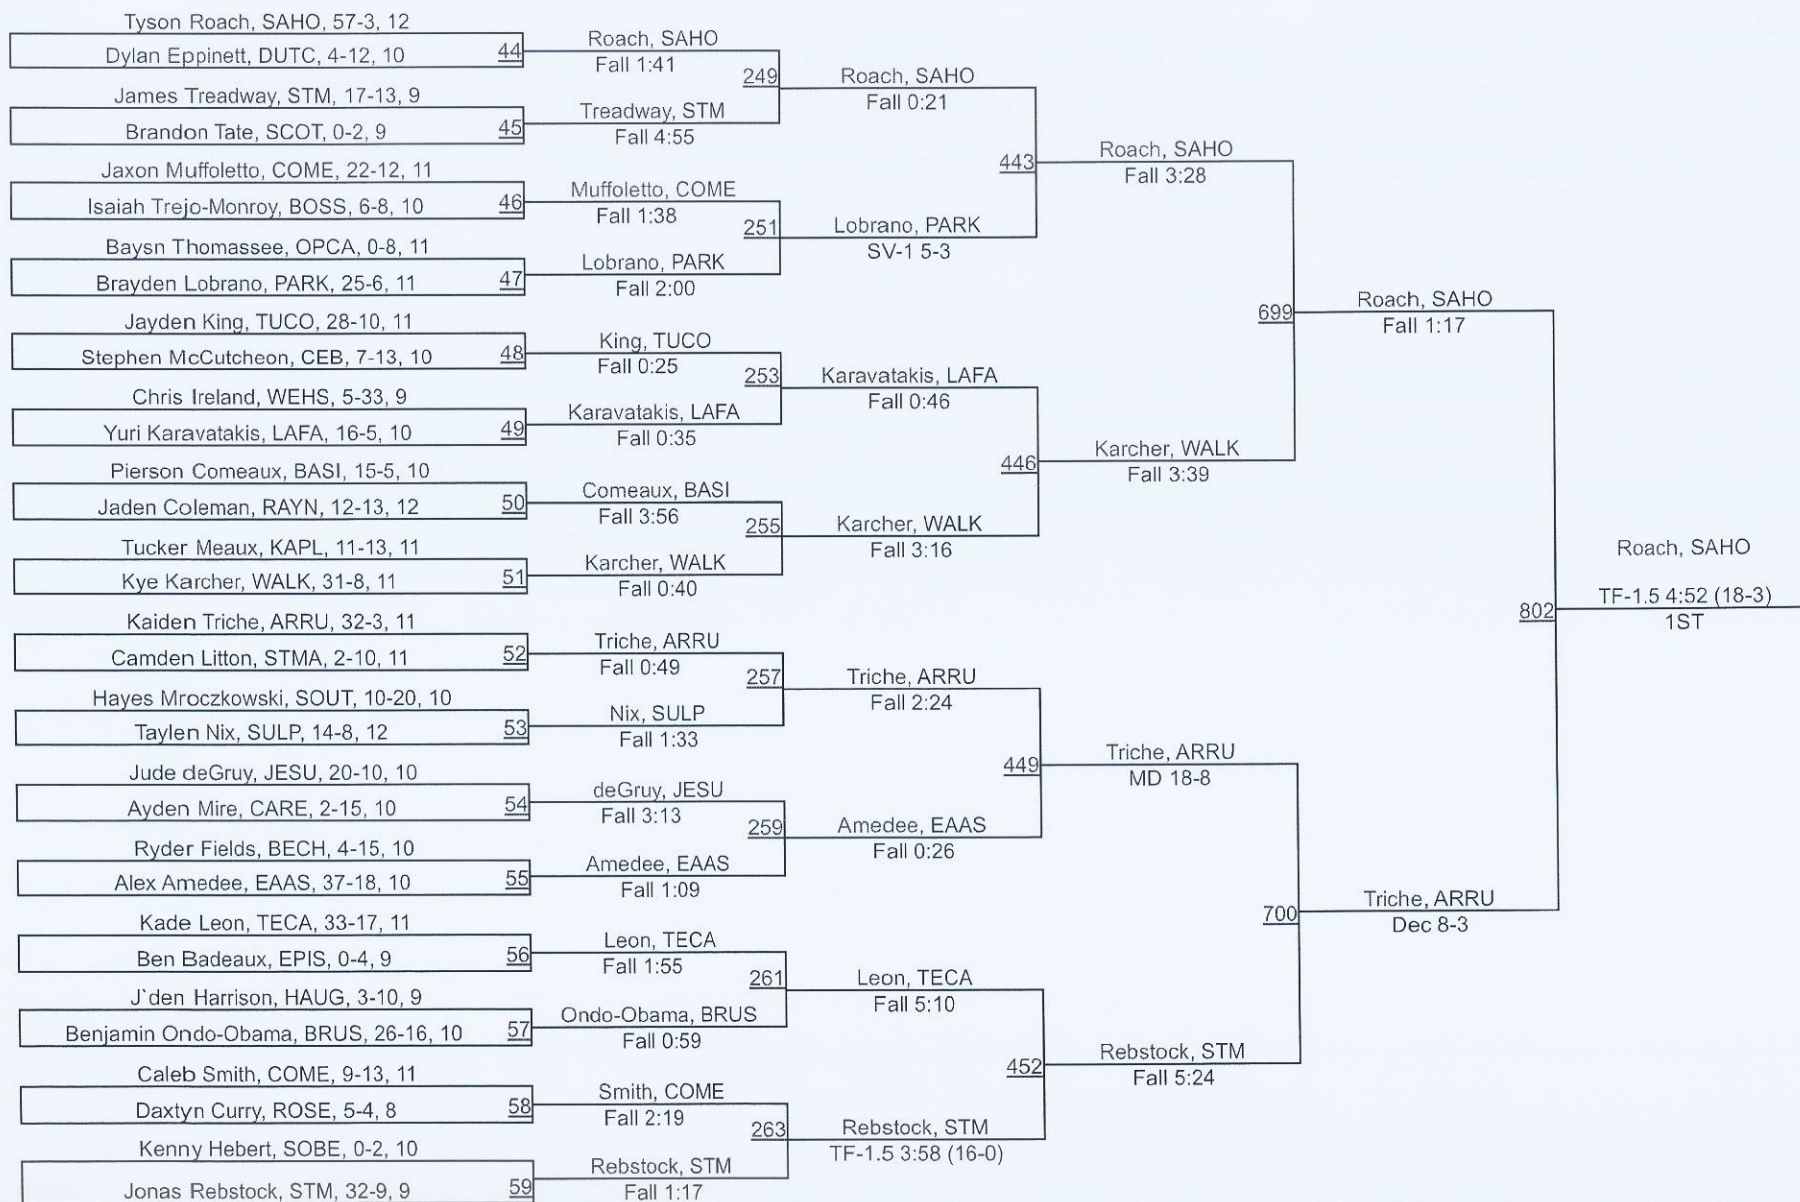 Tyson Roach, SAHO, 57-3, 12
Dylan Eppinett, DUTC, 4-12, 10
44
James Treadway, STM, 17-13, 9
Brandon Tate, SCOT, 0-2, 9
45
Jaxon Muffoletto, COME, 22-12, 11
Isaiah Trejo-Monroy, BOSS, 6-8, 10
46
Baysn Thomassee, OPCA, 0-8, 11
Brayden Lobrano, PARK, 25-6, 11
47
Jayden King, TUCO, 28-10, 11
Stephen McCutcheon, CEB, 7-13, 10
48
Chris Ireland, WEHS, 5-33, 9
Yuri Karavatakis, LAFA, 16-5, 10
49
Pierson Comeaux, BASI, 15-5, 10
Jaden Coleman, RAYN, 12-13, 12
50
Tucker Meaux, KAPL, 11-13, 11
Kye Karcher, WALK, 31-8, 11
51
Kaiden Triche, ARRU, 32-3, 11
Camden Litton, STMA, 2-10, 11
52
Hayes Mroczkowski, SOUT, 10-20, 10
Taylen Nix, SULP, 14-8, 12
53
Jude deGruy, JESU, 20-10, 10
Ayden Mire, CARE, 2-15, 10
54
Ryder Fields, BECH, 4-15, 10
Alex Amedee, EAAS, 37-18, 10
55
Kade Leon, TECA, 33-17, 11
Ben Badeaux, EPIS, 0-4, 9
56
J`den Harrison, HAUG, 3-10, 9
Benjamin Ondo-Obama, BRUS, 26-16, 10
57
Caleb Smith, COME, 9-13, 11
Daxtyn Curry, ROSE, 5-4, 8
58
Kenny Hebert, SOBE, 0-2, 10
Jonas Rebstock, STM, 32-9, 9
59
Roach, SAHO
Fall 1:41
249
Treadway, STM
Fall 4:55
Muffoletto, COME
Fall 1:38
251
Lobrano, PARK
Fall 2:00
King, TUCO
Fall 0:25
253
Karavatakis, LAFA
Fall 0:35
Comeaux, BASI
Fall 3:56
255
Karcher, WALK
Fall 0:40
Triche, ARRU
Fall 0:49
257
Nix, SULP
Fall 1:33
deGruy, JESU
Fall 3:13
259
Amedee, EAAS
Fall 1:09
Leon, TECA
Fall 1:55
261
Ondo-Obama, BRUS
Fall 0:59
Smith, COME
Fall 2:19
263
Rebstock, STM
Fall 1:17
Roach, SAHO
Fall 0:21
443
Lobrano, PARK
SV-1 5-3
Karavatakis, LAFA
Fall 0:46
446
Karcher, WALK
Fall 3:16
Triche, ARRU
Fall 2:24
449
Amedee, EAAS
Fall 0:26
Leon, TECA
Fall 5:10
452
Rebstock, STM
TF-1.5 3:58 (16-0)
Roach, SAHO
Fall 3:28
699
Karcher, WALK
Fall 3:39
Triche, ARRU
MD 18-8
700
Rebstock, STM
Fall 5:24
Roach, SAHO
Fall 1:17
802
Triche, ARRU
Dec 8-3
Roach, SAHO
TF-1.5 4:52 (18-3)
1ST